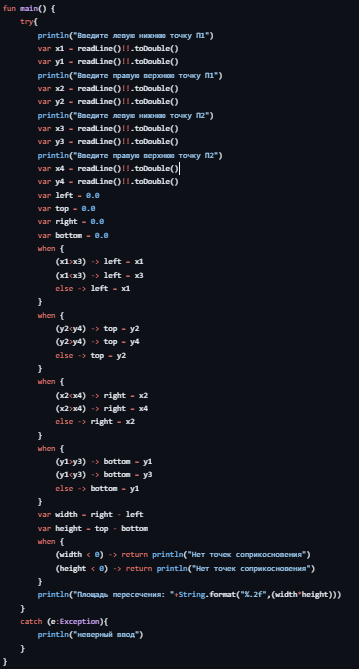 fun main() {
    try{
        println("Введите левую нижнюю точку П1")
        var x1 = readLine()!!.toDouble()
        var y1 = readLine()!!.toDouble()
        println("Введите правую верхнюю точку П1")
        var x2 = readLine()!!.toDouble()
        var y2 = readLine()!!.toDouble()
        println("Введите левую нижнюю точку П2")
        var x3 = readLine()!!.toDouble()
        var y3 = readLine()!!.toDouble()
        println("Введите правую верхнюю точку П2")
        var x4 = readLine()!!.toDouble()
        var y4 = readLine()!!.toDouble()
        var left = 0.0
        var top = 0.0
        var right = 0.0
        var bottom = 0.0
        when {
            (x1>x3) -> left = x1
            (x1<x3) -> left = x3
            else -> left = x1
        }
        when {
            (y2<y4) -> top = y2
            (y2>y4) -> top = y4
            else -> top = y2
        }
        when {
            (x2<x4) -> right = x2
            (x2>x4) -> right = x4
            else -> right = x2
        }
        when {
            (y1>y3) -> bottom = y1
            (y1<y3) -> bottom = y3
            else -> bottom = y1
        }
        var width = right - left
        var height = top - bottom
        when {
            (width < 0) -> return println("Нет точек соприкосновения")
            (height < 0) -> return println("Нет точек соприкосновения")
        }
        println("Площадь пересечения: "+String.format("%.2f",(width*height)))
    }
    catch (e:Exception){
        println("неверный ввод")
    }
}